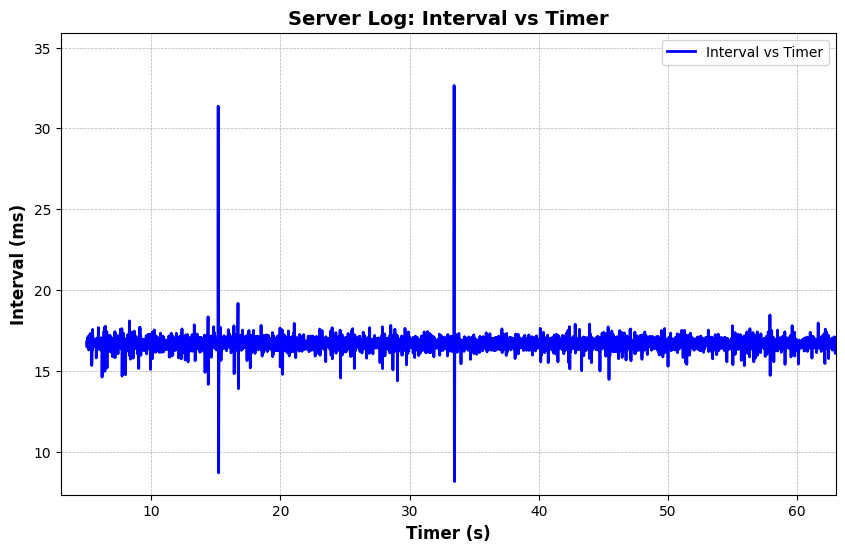 Server Log: Interval vs Timer
Interval vs Timer
Interval (ms)
35
30
25
20
15
10
10 20 30 40 50 60
Timer (s)